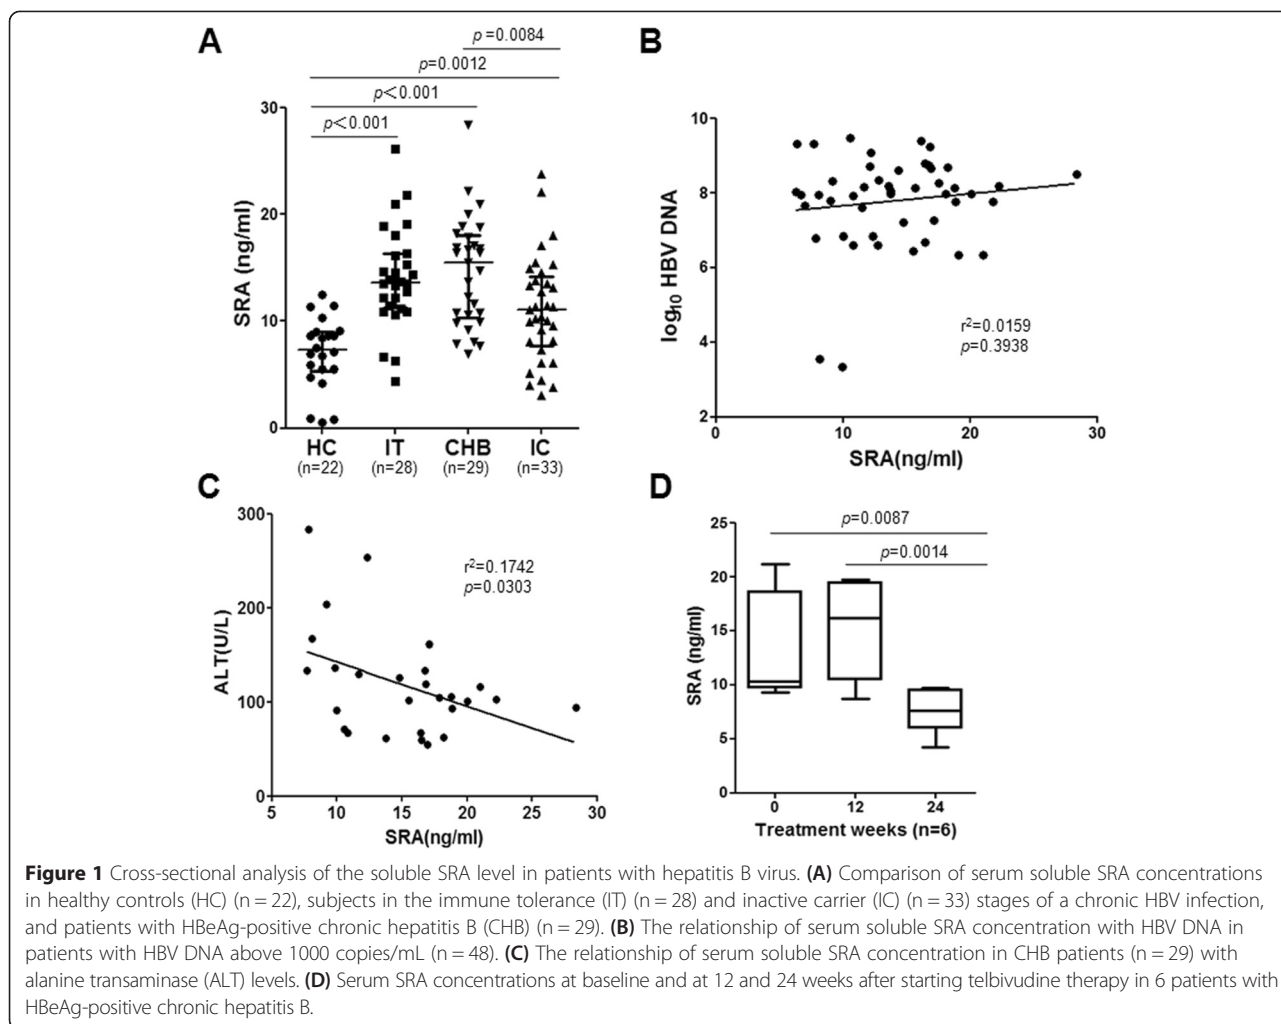 A
p=0.0084
p=0.0012
p<0.001
p<0.001
SRA (ng/ml)
30
20
10
0
HC
IT
CHB
IC
(n=22)
(n=28)
(n=29)
(n=33)
B
log10 HBV DNA
10
8
6
4
2
r2=0.0159
p=0.3938
0
10
20
30
SRA(ng/ml)
C
ALT(U/L)
300
200
100
0
r2=0.1742
p=0.0303
5
10
15
20
25
30
SRA(ng/ml)
D
SRA (ng/ml)
25
20
15
10
5
0
p=0.0087
p=0.0014
0
12
24
Treatment weeks (n=6)
Figure 1 Cross-sectional analysis of the soluble SRA level in patients with hepatitis B virus. (A) Comparison of serum soluble SRA concentrations
in healthy controls (HC) (n = 22), subjects in the immune tolerance (IT) (n = 28) and inactive carrier (IC) (n = 33) stages of a chronic HBV infection,
and patients with HBeAg-positive chronic hepatitis B (CHB) (n = 29). (B) The relationship of serum soluble SRA concentration with HBV DNA in
patients with HBV DNA above 1000 copies/mL (n = 48). (C) The relationship of serum soluble SRA concentration in CHB patients (n = 29) with
alanine transaminase (ALT) levels. (D) Serum SRA concentrations at baseline and at 12 and 24 weeks after starting telbivudine therapy in 6 patients with
HBeAg-positive chronic hepatitis B.